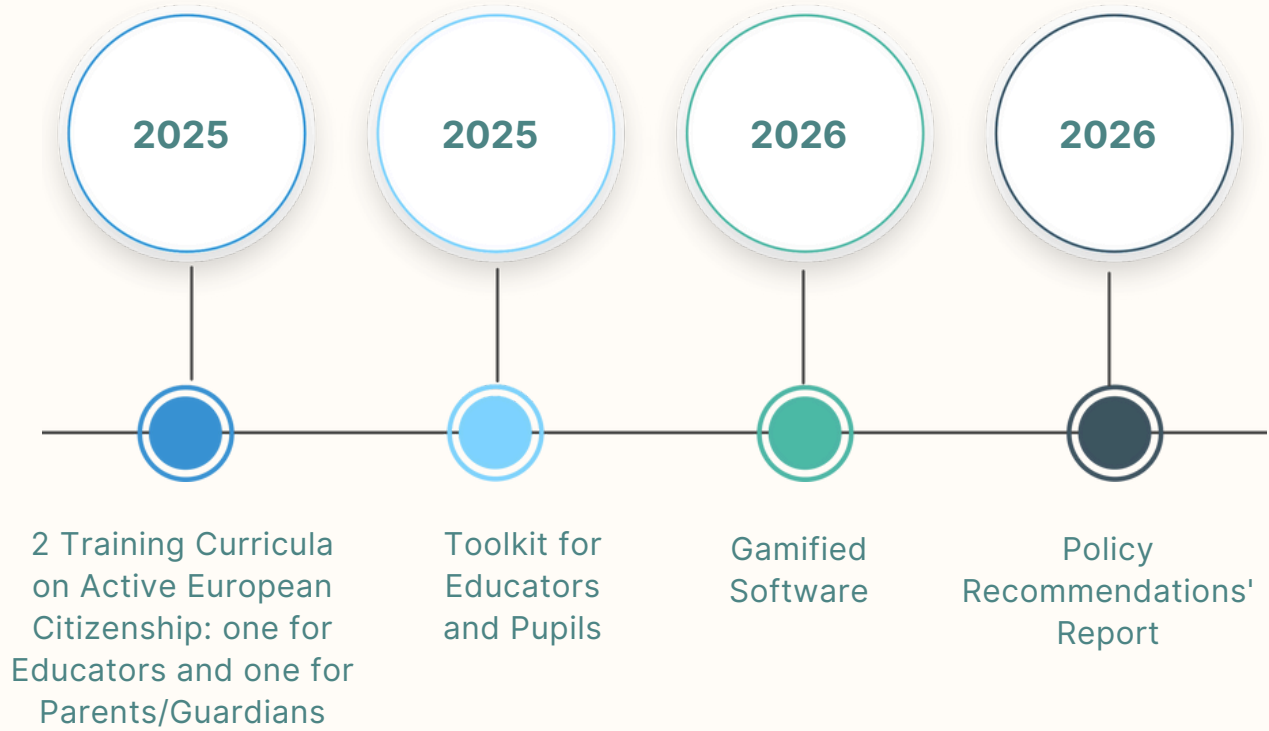 2025
2025
2026
2026
2 Training Curricula
on Active European
Citizenship: one for
Educators and one for
Parents/Guardians
Toolkit for
Educators
and Pupils
Gamified
Software
Policy
Recommendations'
Report